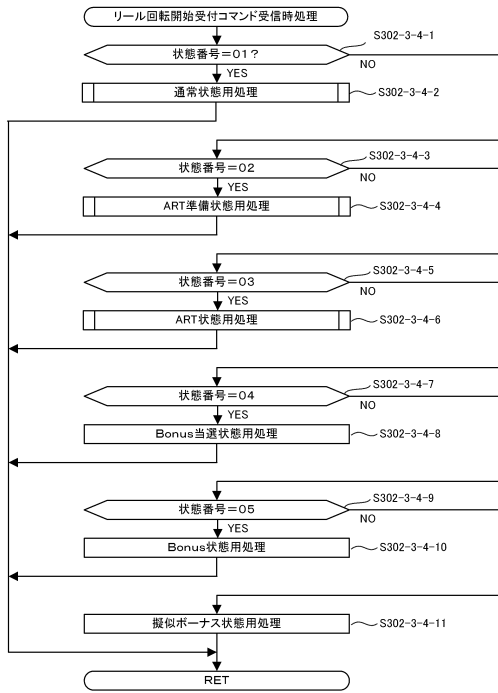 リール回転開始受付コマンド受信時処理
状態番号=01?
S302-3-4-1
NO
YES
通常状態用処理
S302-3-4-2
状態番号=02
S302-3-4-3
NO
YES
ART準備状態用処理
S302-3-4-4
状態番号=03
S302-3-4-5
NO
YES
ART状態用処理
S302-3-4-6
状態番号=04
S302-3-4-7
NO
YES
Bonus当選状態用処理
S302-3-4-8
状態番号=05
S302-3-4-9
NO
YES
Bonus状態用処理
S302-3-4-10
擬似ボーナス状態用処理
S302-3-4-11
RET